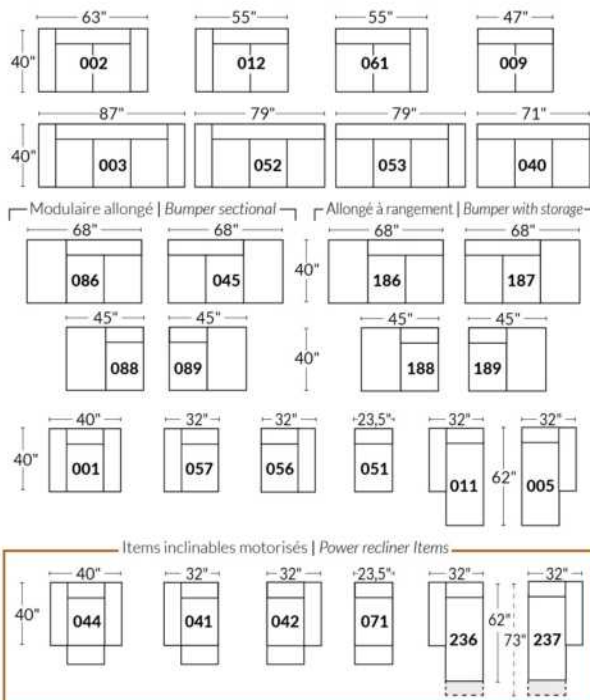 63" 55" 55" 47"
40" 002 012 061 009
87" 79" 79" 71"
40" 003 052 053 040
Modulaire allongé | Bumper sectional Allongé à rangement | Bumper with storage
68" 68" 68" 68"
086 045 40" 186 187
45" 45" 45" 45"
088 089 40" 188 189
40" 32" 32" 23,5" 32" 32"
40" 001 057 056 051 011 62" 005
Items inclinables motorisés | Power recliner Items
40" 32" 32" 23,5" 32" 32"
40" 044 041 042 071 236 62" 73" 237